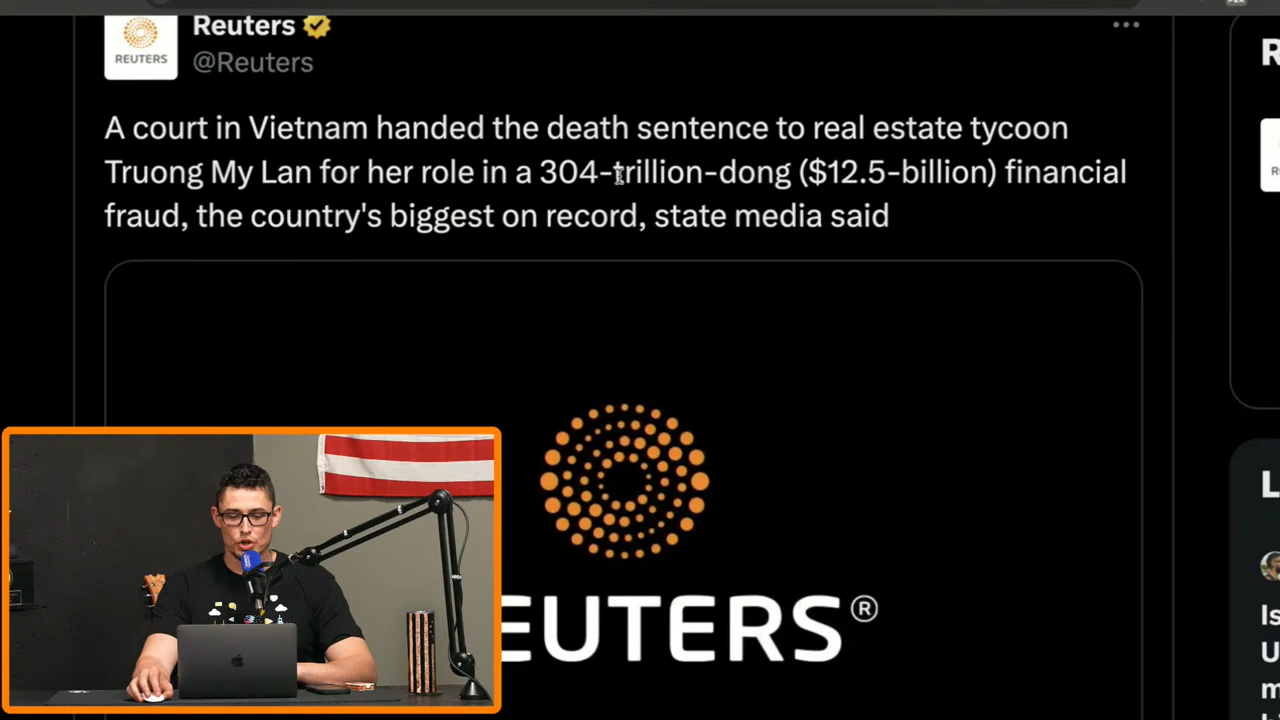 Reuters
@Reuters
REUTERS
A court in Vietnam handed the death sentence to real estate tycoon
Truong My Lan for her role in a 304-trillion-dong ($12.5-billion) financial
fraud, the country's biggest on record, state media said
EUTERS®
R
L
Is
U